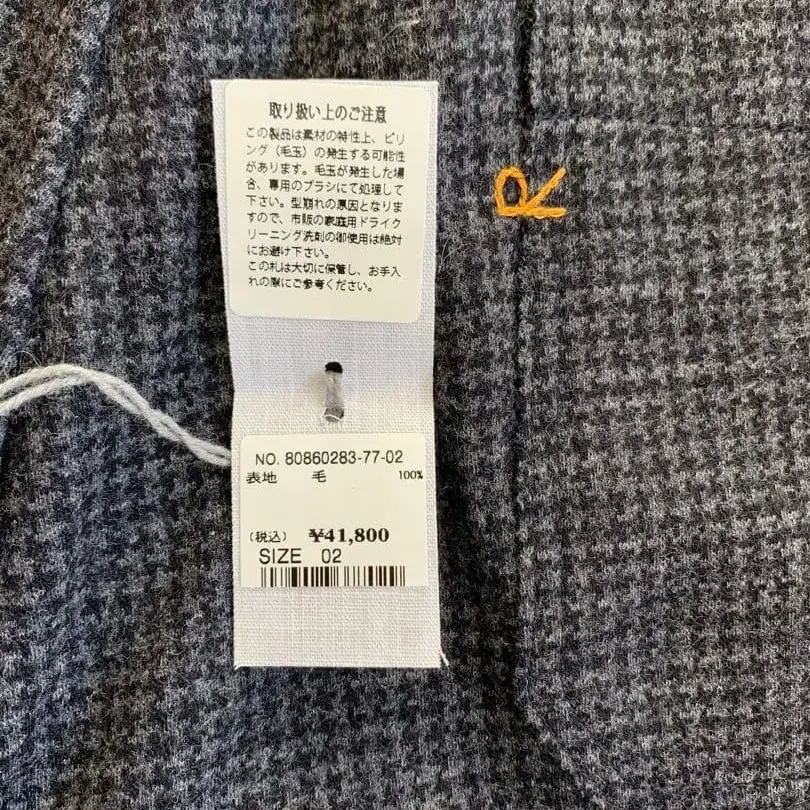 取り扱い上のご注意
この製品は素材の特性上、ピリ
ング（毛玉）の発生する可能性
があります。毛玉が発生した場
合、専用のブラシにて処理して
下さい。型崩れの原因となりま
すので、市販の家庭用ドライク
リーニング洗剤の御使用は絶対
にお避け下さい。
この札は大切に保管し、お手入
れの際にご参考ください。
R
NO. 80860283-77-02
表地 毛 100%
（税込） ¥41,800
SIZE 02